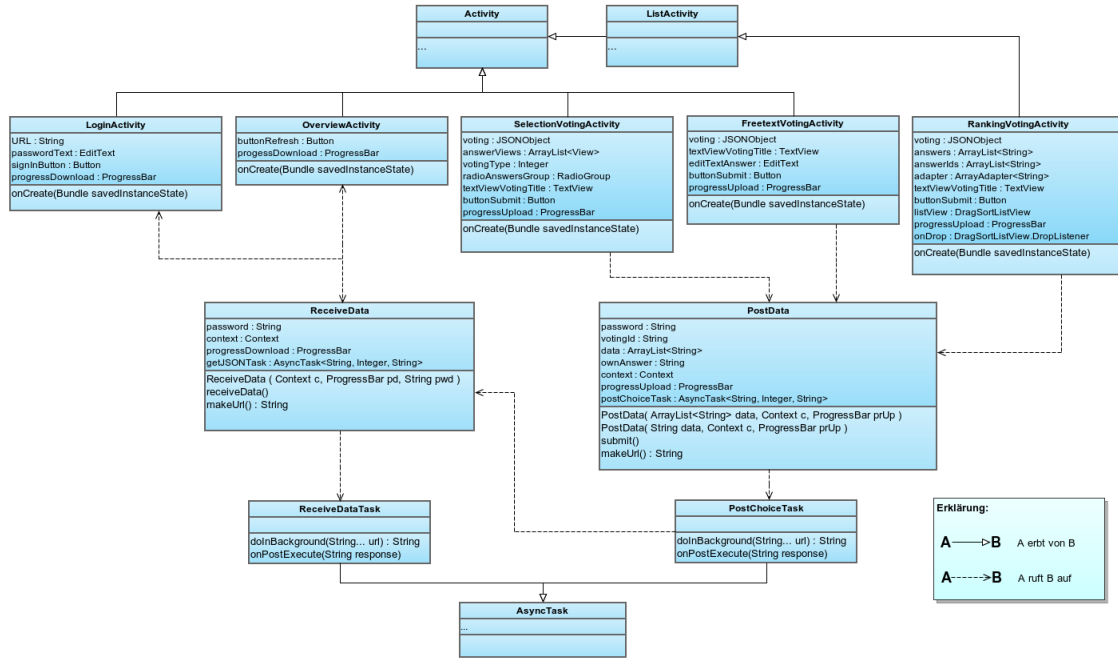 Activity
...
ListActivity
...
LoginActivity
URL : String
passwordText : EditText
signInButton : Button
progressDownload : ProgressBar
onCreate(Bundle savedInstanceState)
OverviewActivity
buttonRefresh : Button
progessDownload : ProgressBar
onCreate(Bundle savedInstanceState)
SelectionVotingActivity
voting : JSONObject
answerViews : ArrayList<View>
votingType : Integer
radioAnswersGroup : RadioGroup
textViewVotingTitle : TextView
buttonSubmit : Button
progressUpload : ProgressBar
onCreate(Bundle savedInstanceState)
FreetextVotingActivity
voting : JSONObject
textViewVotingTitle : TextView
editTextAnswer : EditText
buttonSubmit : Button
progressUpload : ProgressBar
onCreate(Bundle savedInstanceState)
RankingVotingActivity
voting : JSONObject
answers : ArrayList<String>
answerIds : ArrayList<String>
adapter : ArrayAdapter<String>
textViewVotingTitle : TextView
buttonSubmit : Button
listView : DragSortListView
progressUpload : ProgressBar
onDrop : DragSortListView.DropListener
onCreate(Bundle savedInstanceState)
ReceiveData
password : String
context : Context
progressDownload : ProgressBar
getJSONTask : AsyncTask<String, Integer, String>
ReceiveData ( Context c, ProgressBar pd, String pwd )
receiveData()
makeUrl() : String
PostData
password : String
votingId : String
data : ArrayList<String>
ownAnswer : String
context : Context
progressUpload : ProgressBar
postChoiceTask : AsyncTask<String, Integer, String>
PostData( ArrayList<String> data, Context c, ProgressBar prUp )
PostData( String data, Context c, ProgressBar prUp )
submit()
makeUrl() : String
ReceiveDataTask
doInBackground(String... url) : String
onPostExecute(String response)
PostChoiceTask
doInBackground(String... url) : String
onPostExecute(String response)
AsyncTask
...
Erklärung:
A B A erbt von B
A B A ruft B auf